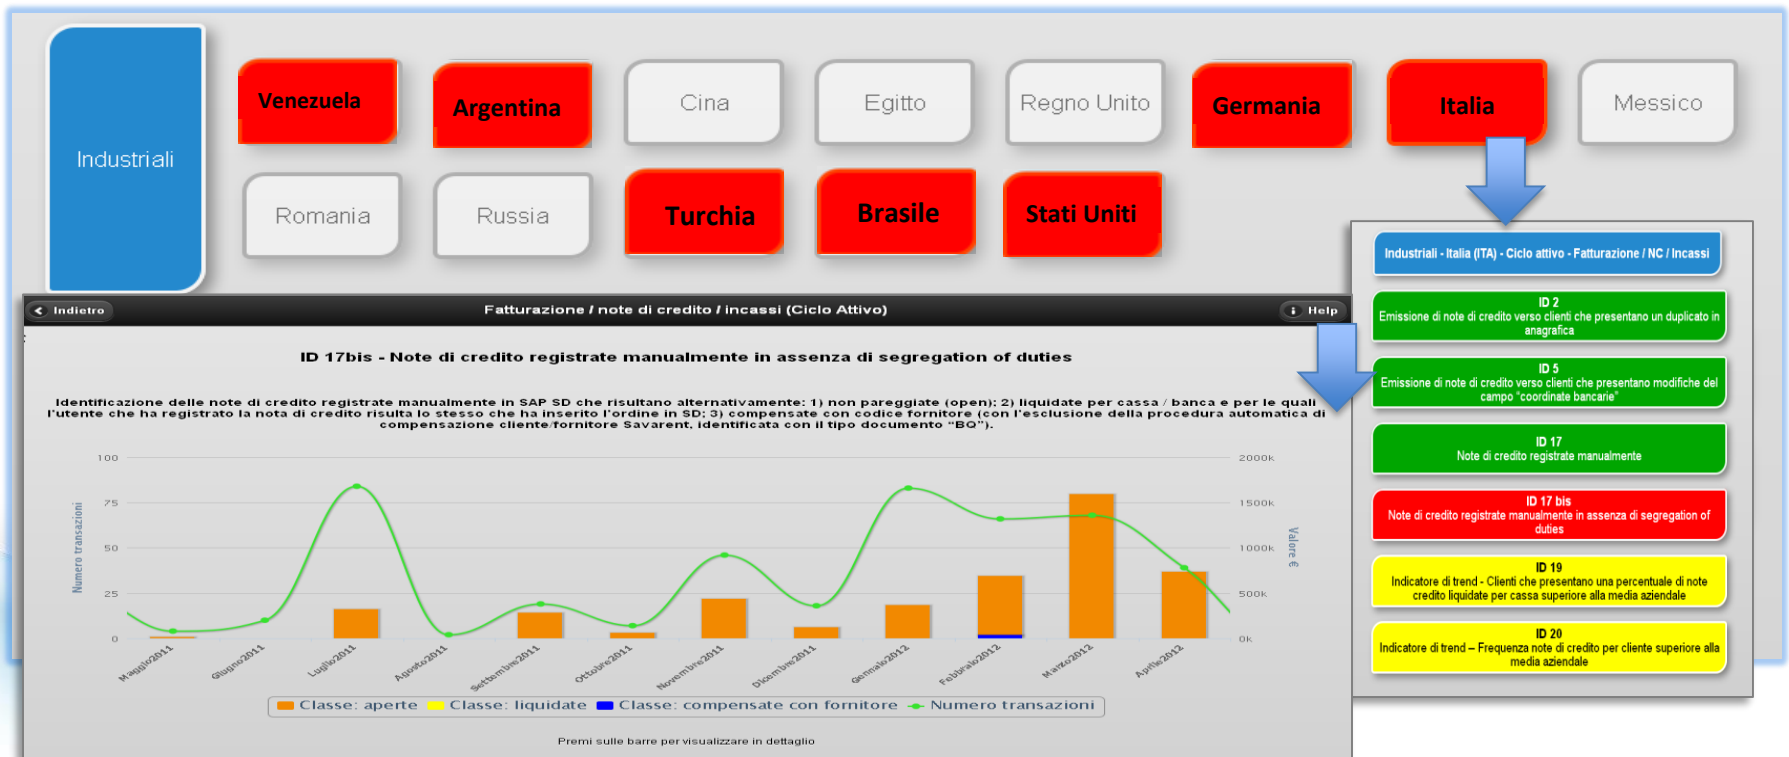 Industriali
Venezuela
Argentina
Cina
Egitto
Regno Unito
Germania
Italia
Messico
Romania
Russia
Turchia
Brasile
Stati Uniti
Industriali - Italia (ITA) - Ciclo attivo - Fatturazione / NC / Incassi
ID 2
Emissione di note di credito verso clienti che presentano un duplicato in
anagrafica
ID 5
Emissione di note di credito verso clienti che presentano modifiche del
campo “coordinate bancarie”
ID 17
Note di credito registrate manualmente
ID 17 bis
Note di credito registrate manualmente in assenza di segregation of
duties
ID 19
Indicatore di trend - Clienti che presentano una percentuale di note
credito liquidate per cassa superiore alla media aziendale
ID 20
Indicatore di trend – Frequenza note di credito per cliente superiore alla
media aziendale
Indietro
Fatturazione / note di credito / incassi (Ciclo Attivo)
Help
ID 17bis - Note di credito registrate manualmente in assenza di segregation of duties
Identificazione delle note di credito registrate manualmente in SAP SD che risultano alternativamente: 1) non pareggiate (open); 2) liquidate per cassa / banca e per le quali
l'utente che ha registrato la nota di credito risulta lo stesso che ha inserito l'ordine in SD; 3) compensate con codice fornitore (con l'esclusione della procedura automatica di
compensazione cliente/fornitore Savarent, identificata con il tipo documento “BQ”).
Numero transazioni
100
75
50
25
0
2000k
1500k
1000k
500k
0k
Valore €
Maggio2011
Giugno2011
Luglio2011
Agosto2011
Settembre2011
Ottobre2011
Novembre2011
Dicembre2011
Gennaio2012
Febbraio2012
Marzo2012
Aprile2012
Classe: aperte
Classe: liquidate
Classe: compensate con fornitore
Numero transazioni
Premi sulle barre per visualizzare in dettaglio